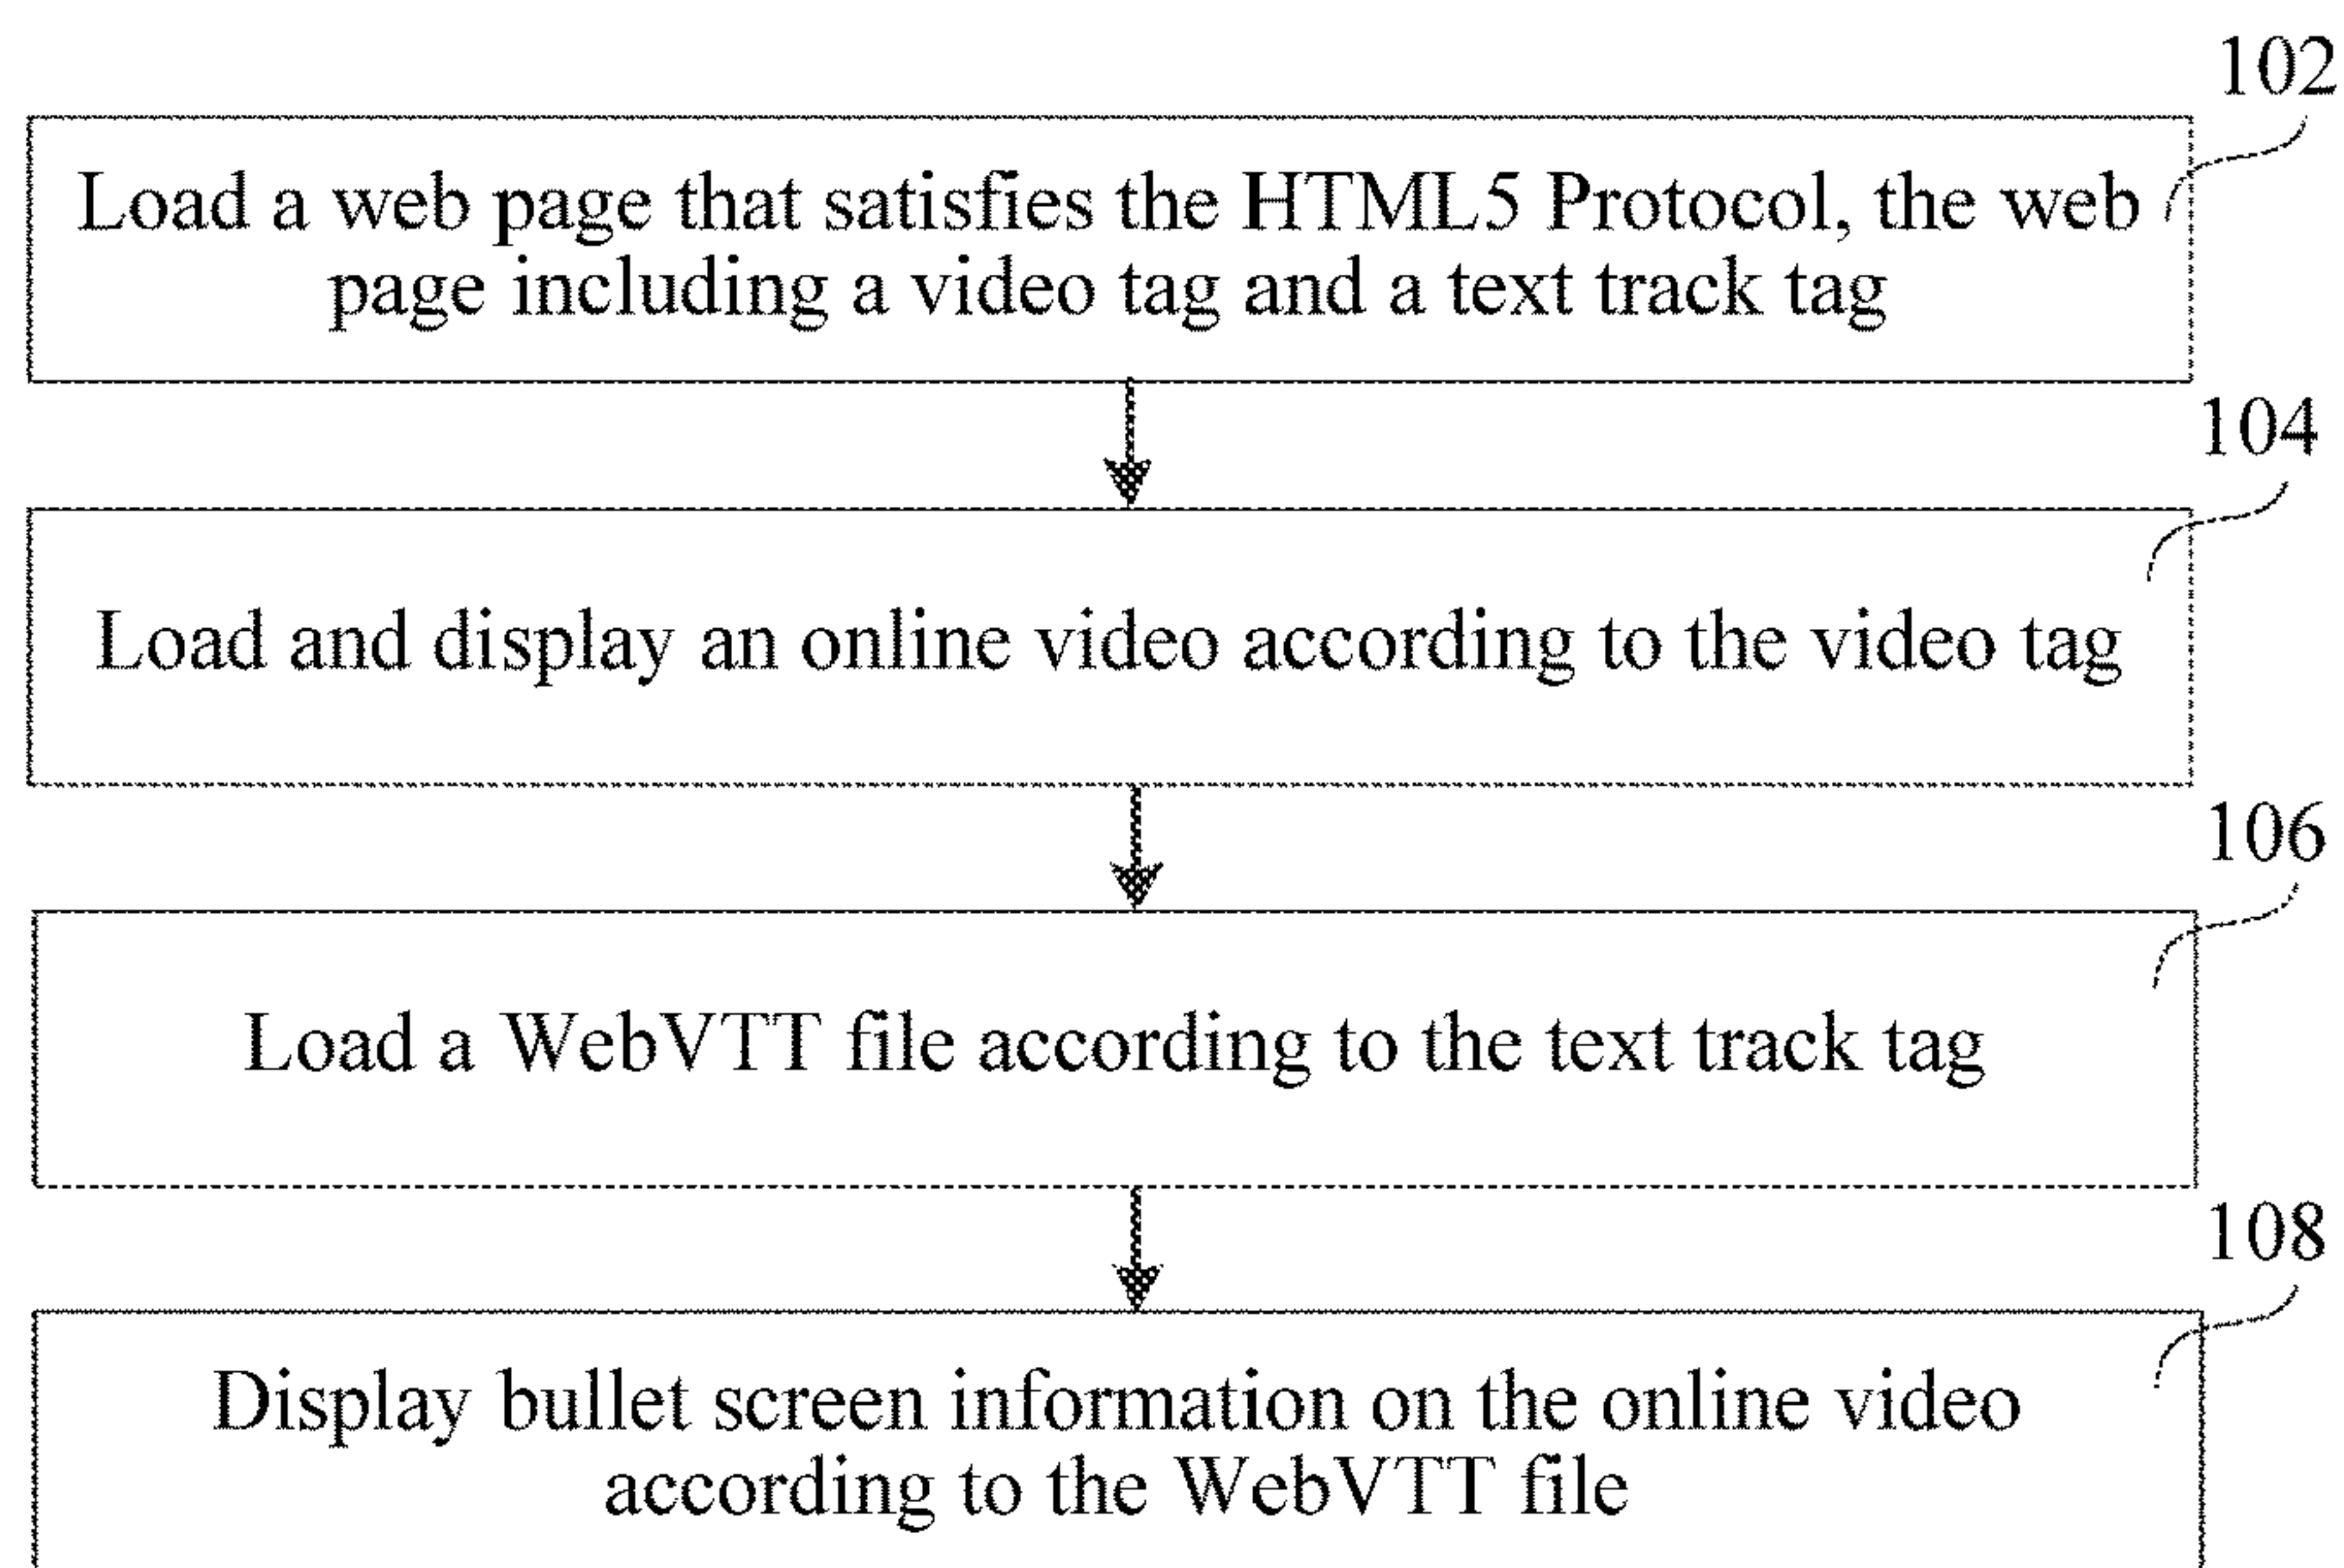 102
Load a web page that satisfies the HTML5 Protocol, the web
page including a video tag and a text track tag
104
Load and display an online video according to the video tag
106
Load a WebVTT file according to the text track tag
108
Display bullet screen information on the online video
according to the WebVTT file